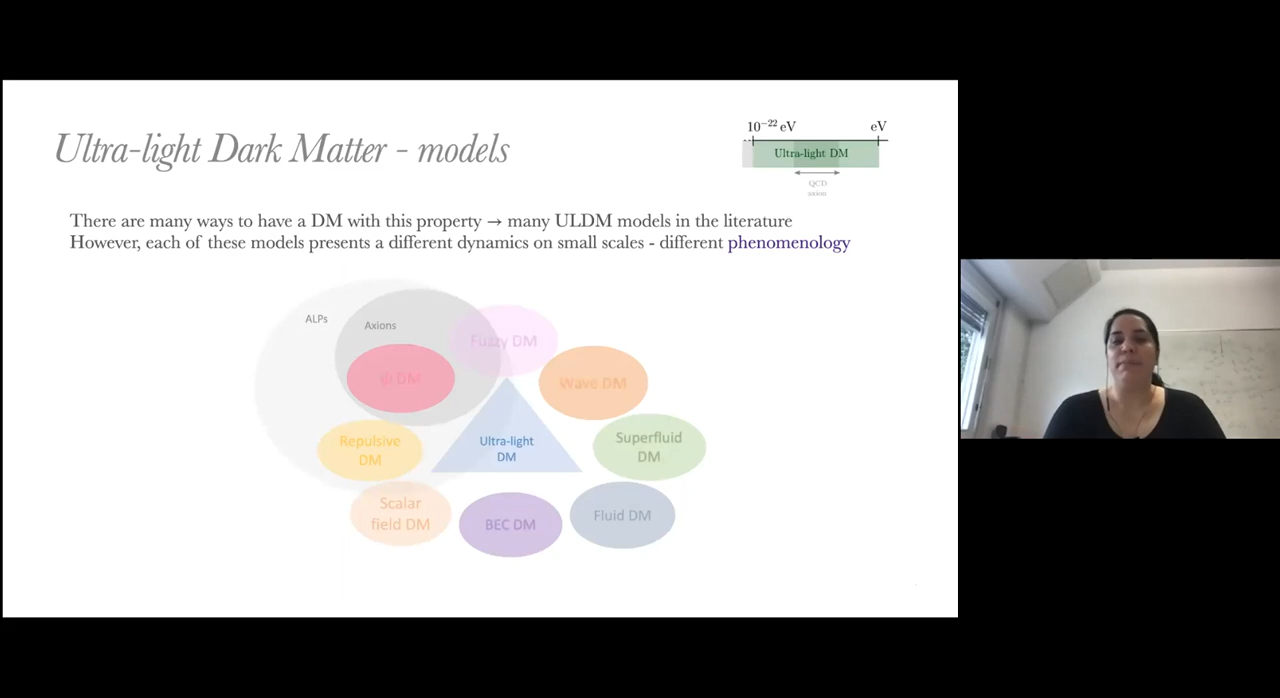 Ultra-light Dark Matter - models
10⁻²² eV
eV
Ultra-light DM
QCD
axion
There are many ways to have a DM with this property → many ULDM models in the literature
However, each of these models presents a different dynamics on small scales - different phenomenology
ALPs
Axions
Fuzzy DM
ψ DM
Wave DM
Repulsive
DM
Ultra-light
DM
Superfluid
DM
Scalar
field DM
BEC DM
Fluid DM